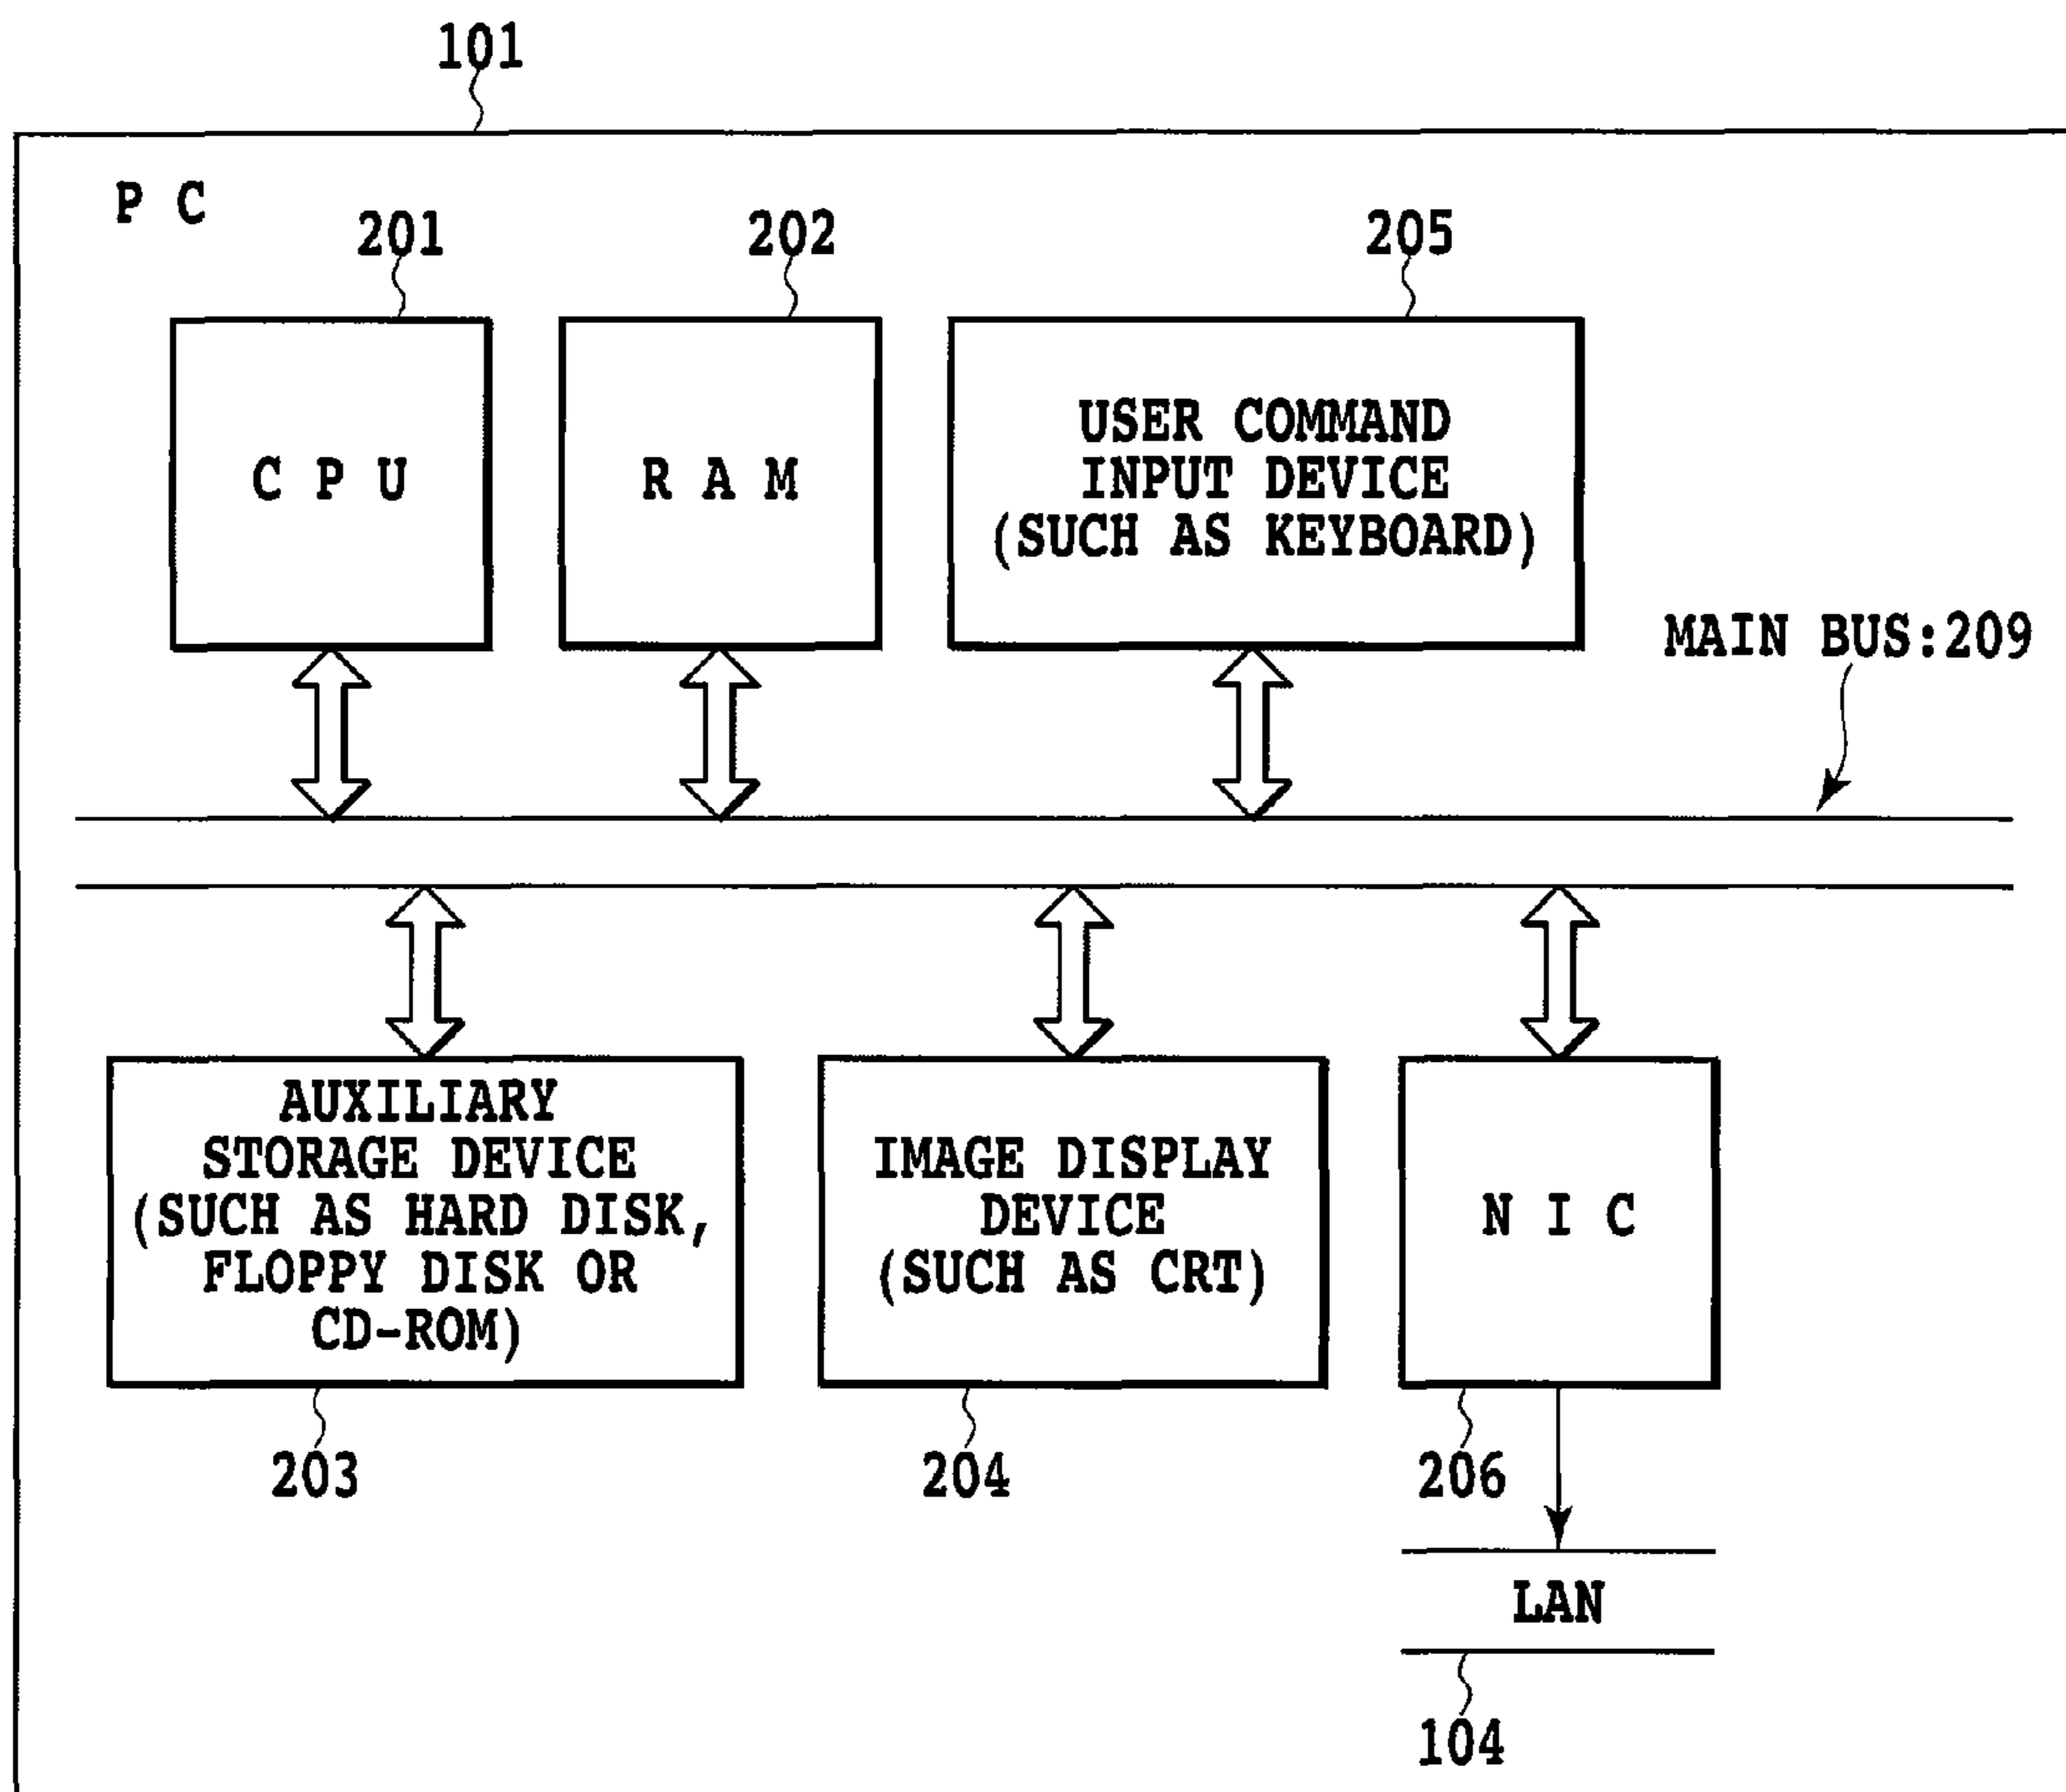 101
P C
201
202
205
C P U
R A M
USER COMMAND
INPUT DEVICE
(SUCH AS KEYBOARD)
MAIN BUS:209
AUXILIARY
STORAGE DEVICE
(SUCH AS HARD DISK,
FLOPPY DISK OR
CD-ROM)
IMAGE DISPLAY
DEVICE
(SUCH AS CRT)
N I C
203
204
206
LAN
104